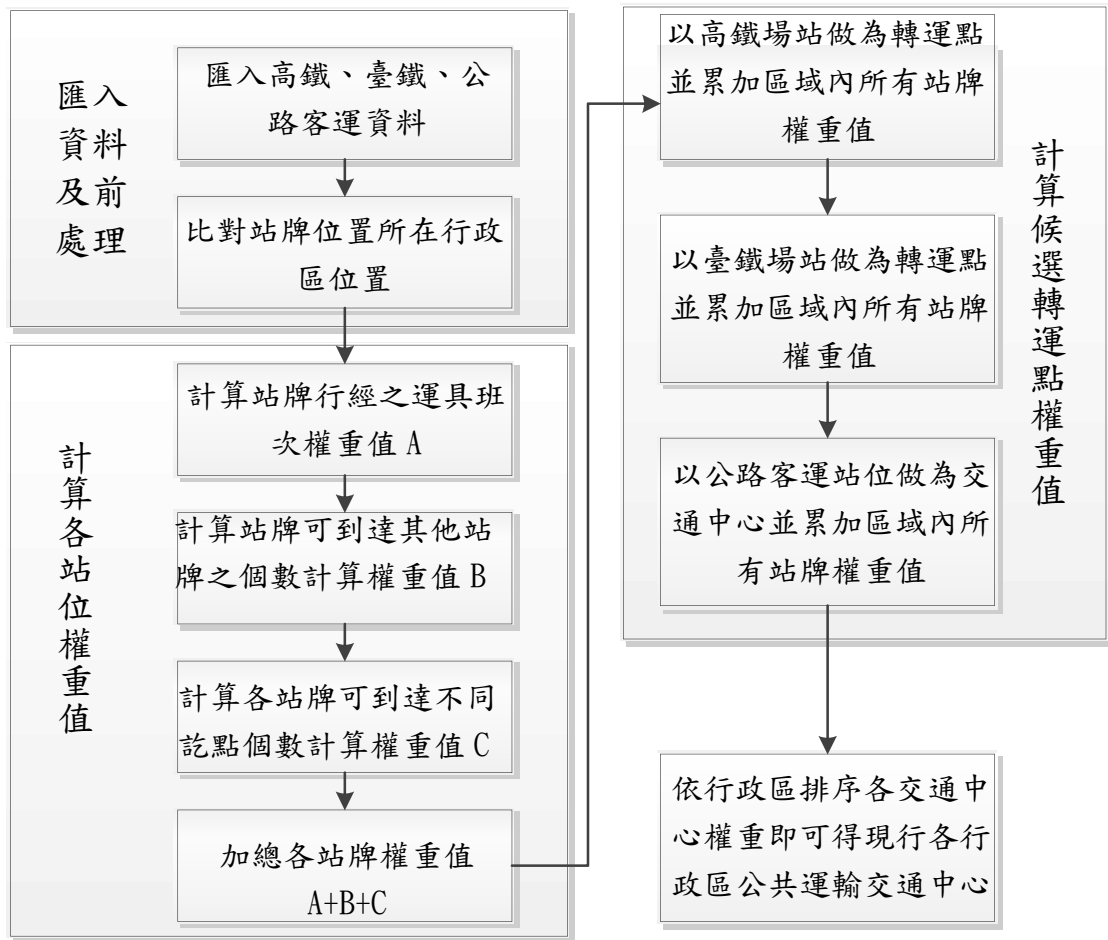 匯入
資料
及前
處理
匯入高鐵、臺鐵、公
路客運資料
比對站牌位置所在行政
區位置
計算各站位權重值
計算站牌行經之運具班
次權重值 A
計算站牌可到達其他站
牌之個數計算權重值 B
計算各站牌可到達不同
訖點個數計算權重值 C
加總各站牌權重值
A+B+C
以高鐵場站做為轉運點
並累加區域內所有站牌
權重值
以臺鐵場站做為轉運點
並累加區域內所有站牌
權重值
以公路客運站位做為交
通中心並累加區域內所
有站牌權重值
計算候選轉運點權重值
依行政區排序各交通中
心權重即可得現行各行
政區公共運輸交通中心